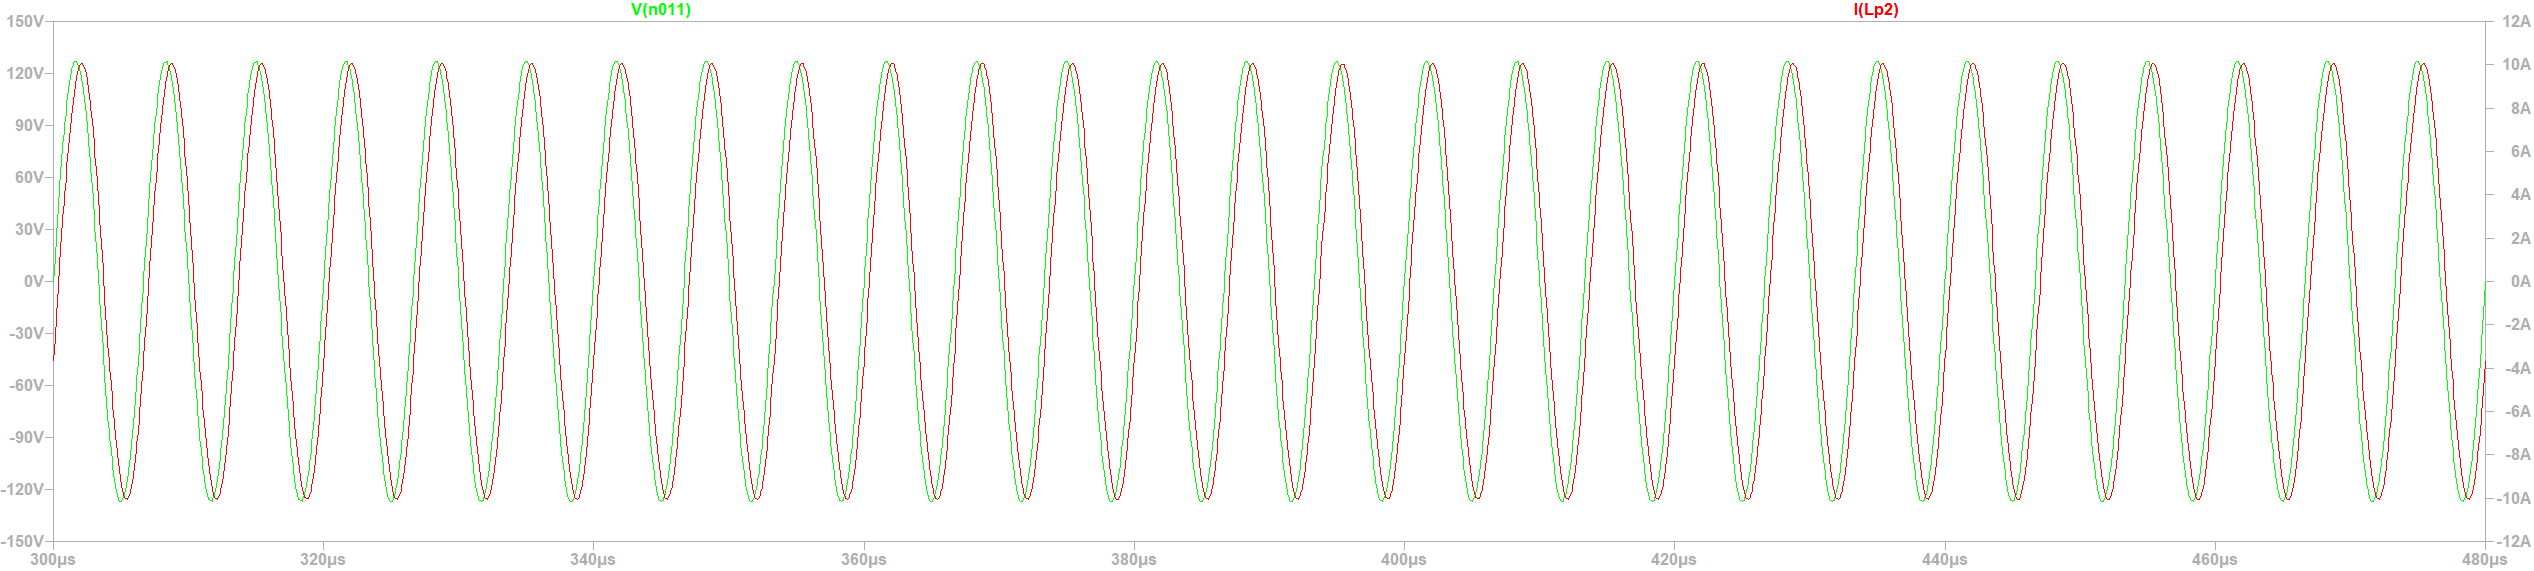 V(n011) I(Lp2)
150V 12A
120V 10A
90V 8A
60V 6A
30V 4A
0V 2A
-30V 0A
-60V -2A
-90V -4A
-120V -6A
-150V -8A
-10A
-12A
300µs 320µs 340µs 360µs 380µs 400µs 420µs 440µs 460µs 480µs